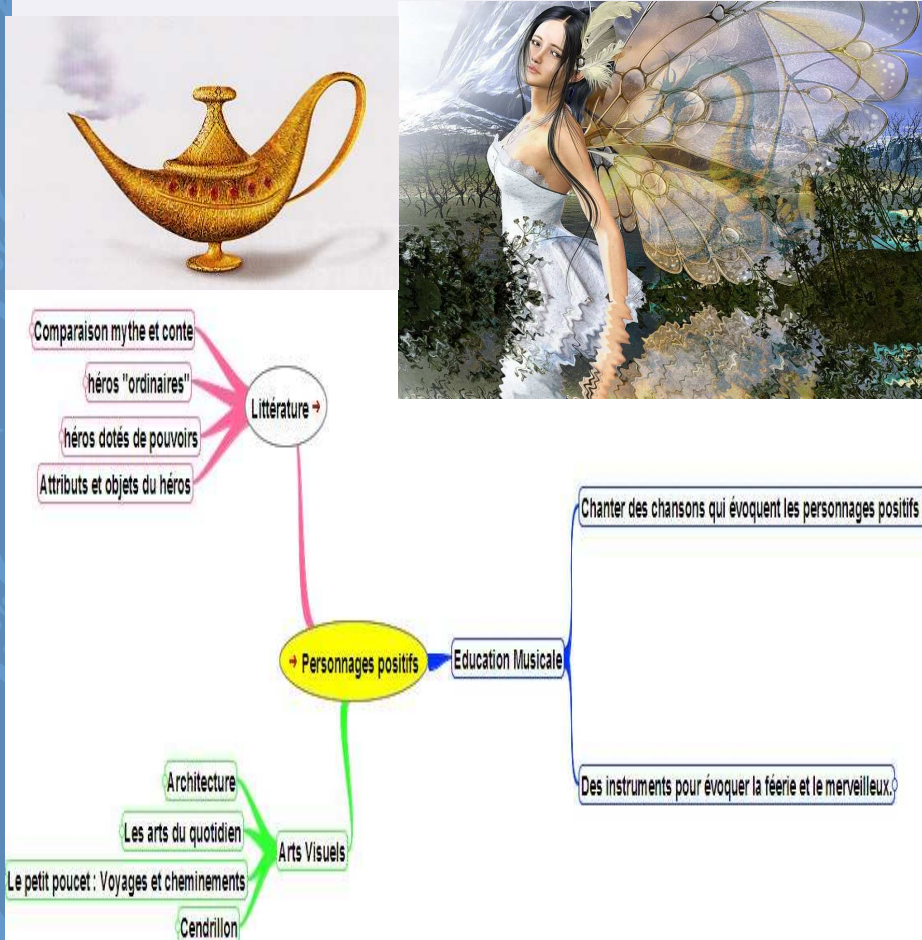 Comparaison mythe et conte
héros "ordinaires"
héros dotés de pouvoirs
Attributs et objets du héros
Littérature
Personnages positifs
Education Musicale
Chanter des chansons qui évoquent les personnages positifs
Des instruments pour évoquer la féerie et le merveilleux.
Arts Visuels
Architecture
Les arts du quotidien
Le petit poucet : Voyages et cheminements
Cendrillon